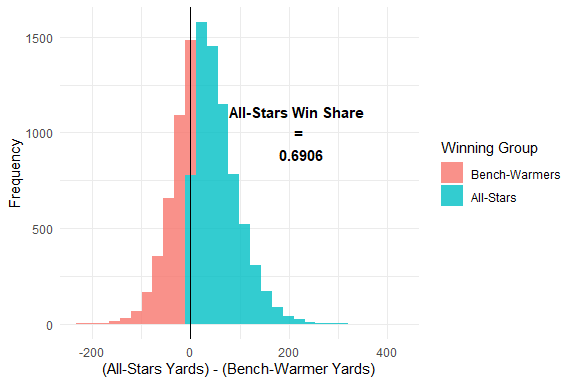 1500
1000
500
0
Frequency
All-Stars Win Share
=
0.6906
-200
0
200
400
(All-Stars Yards) - (Bench-Warmer Yards)
Winning Group
Bench-Warmers
All-Stars